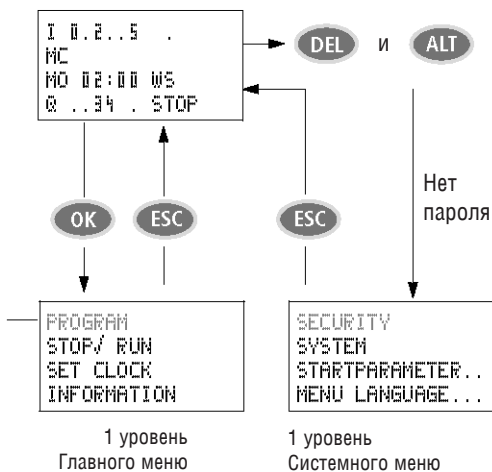 I 0.2..5 .
MC
MO 02:00 WS
Q ..34 . STOP
DEL и ALT
OK
ESC
ESC
Нет
пароля
PROGRAM
STOP√ RUN
SET CLOCK
INFORMATION
SECURITY
SYSTEM
STARTPARAMETER..
MENU LANGUAGE...
1 уровень
Главного меню
1 уровень
Системного меню